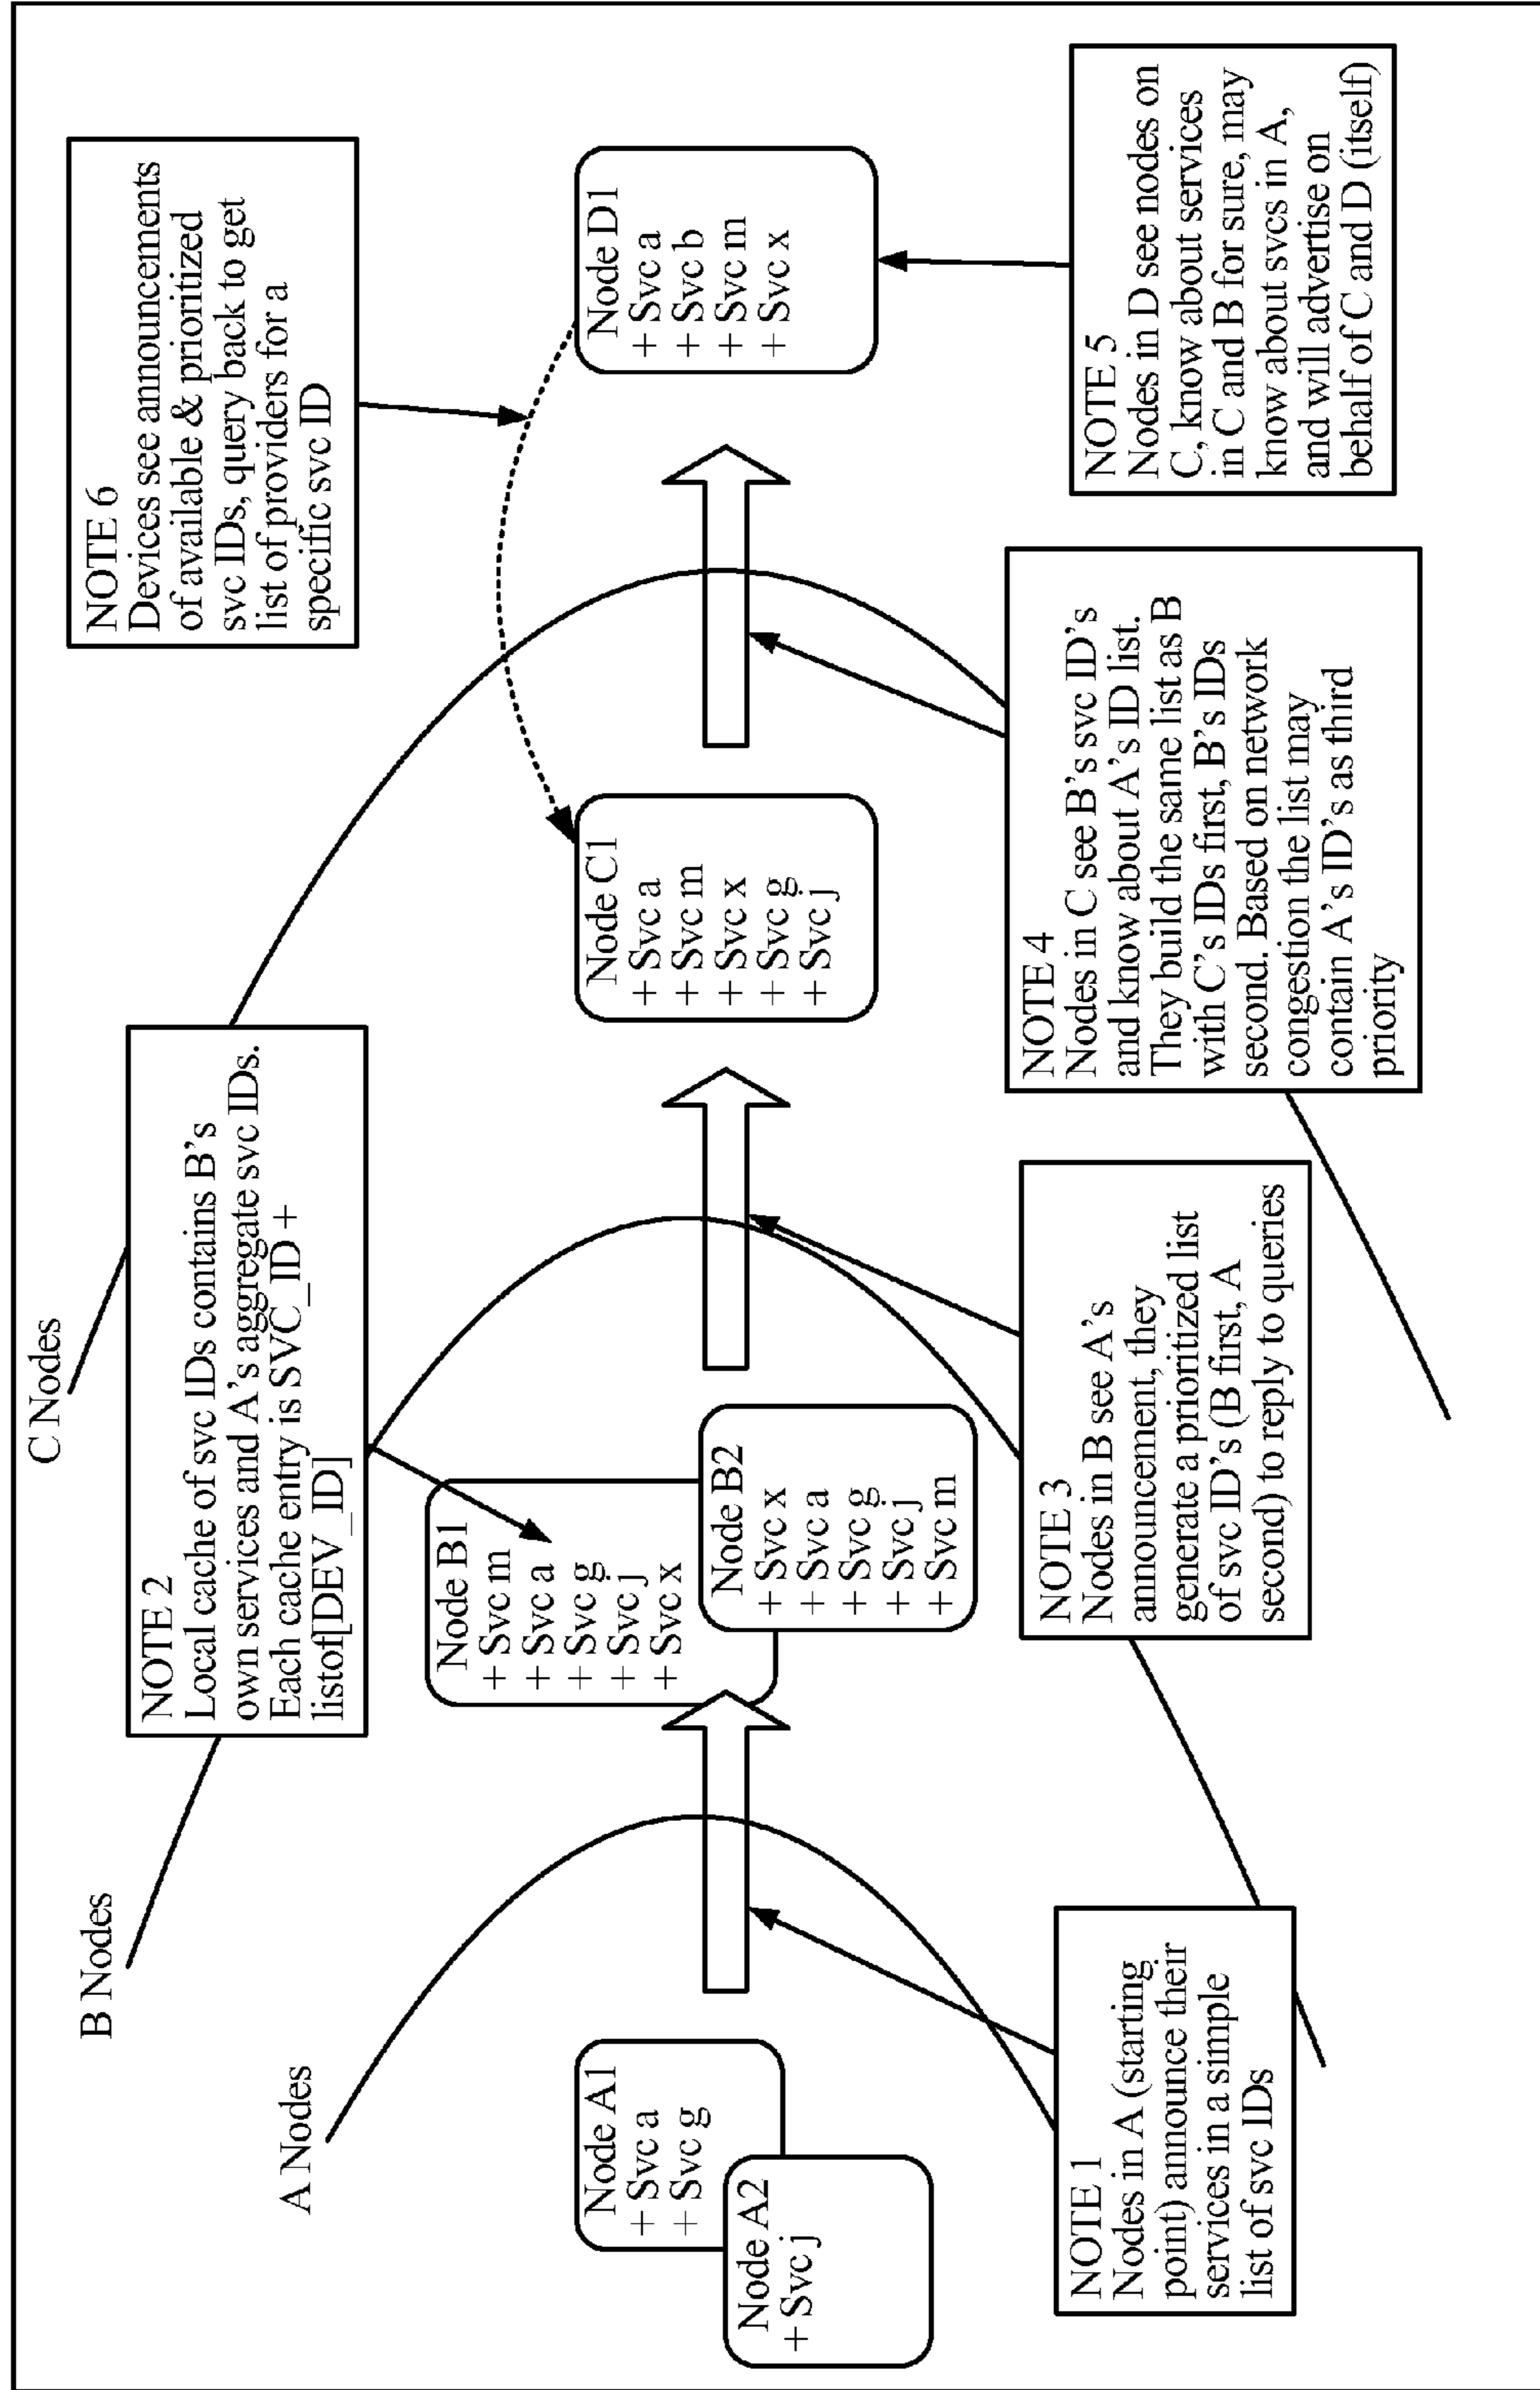 C Nodes
B Nodes
A Nodes
NOTE 2
Local cache of svc IDs contains B’s
own services and A’s aggregate svc IDs.
Each cache entry is SVC_ID +
listof[DEV_ID]
NOTE 6
Devices see announcements
of available & prioritized
svc IDs, query back to get
list of providers for a
specific svc ID
Node A1
+ Svc a
+ Svc g
Node A2
+ Svc j
Node B1
+ Svc m
+ Svc a
+ Svc g
+ Svc j
+ Svc x
Node B2
+ Svc x
+ Svc a
+ Svc g
+ Svc j
+ Svc m
Node C1
+ Svc a
+ Svc m
+ Svc x
+ Svc g
+ Svc j
Node D1
+ Svc a
+ Svc b
+ Svc m
+ Svc x
NOTE 1
Nodes in A (starting
point) announce their
services in a simple
list of svc IDs
NOTE 3
Nodes in B see A’s
announcement, they
generate a prioritized list
of svc ID’s (B first, A
second) to reply to queries
NOTE 4
Nodes in C see B’s svc ID’s
and know about A’s ID list.
They build the same list as B
with C’s IDs first, B’s IDs
second. Based on network
congestion the list may
contain A’s ID’s as third
priority
NOTE 5
Nodes in D see nodes on
C, know about services
in C and B for sure, may
know about svcs in A,
and will advertise on
behalf of C and D (itself)